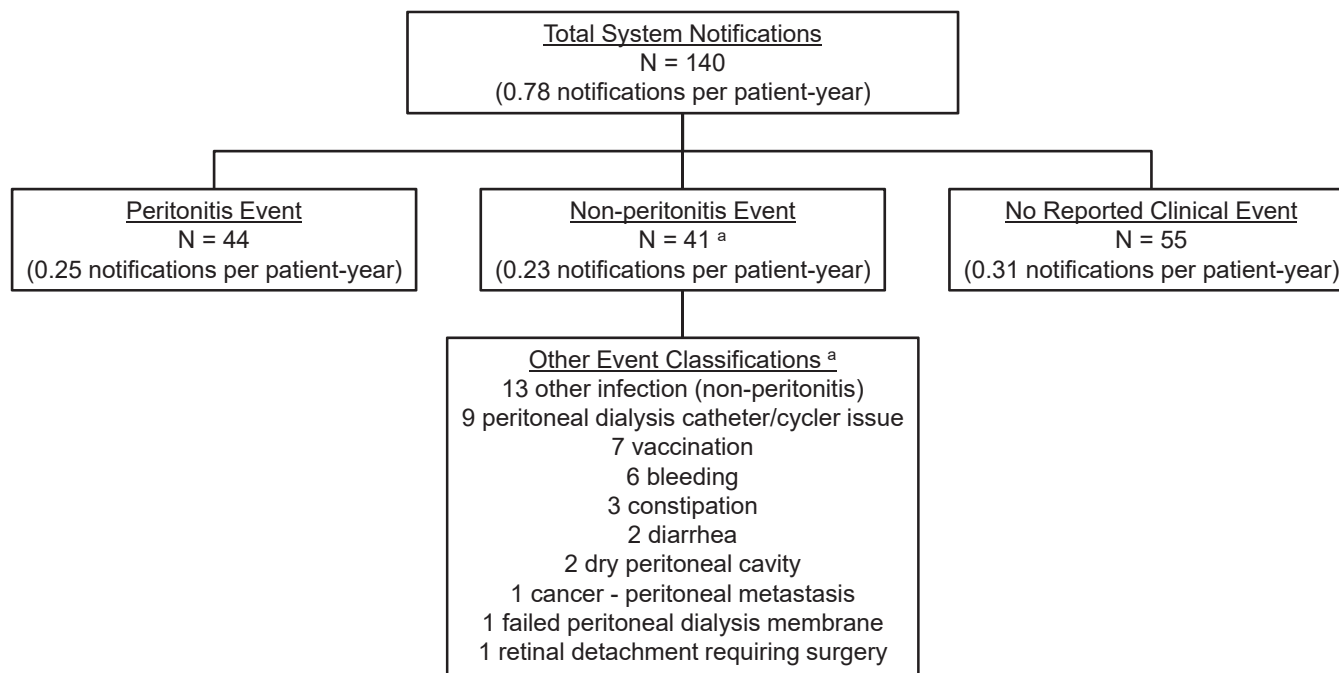 Total System Notifications
N = 140
(0.78 notifications per patient-year)
Peritonitis Event
N = 44
(0.25 notifications per patient-year)
Non-peritonitis Event
N = 41 ᵃ
(0.23 notifications per patient-year)
No Reported Clinical Event
N = 55
(0.31 notifications per patient-year)
Other Event Classifications ᵃ
13 other infection (non-peritonitis)
9 peritoneal dialysis catheter/cycler issue
7 vaccination
6 bleeding
3 constipation
2 diarrhea
2 dry peritoneal cavity
1 cancer - peritoneal metastasis
1 failed peritoneal dialysis membrane
1 retinal detachment requiring surgery